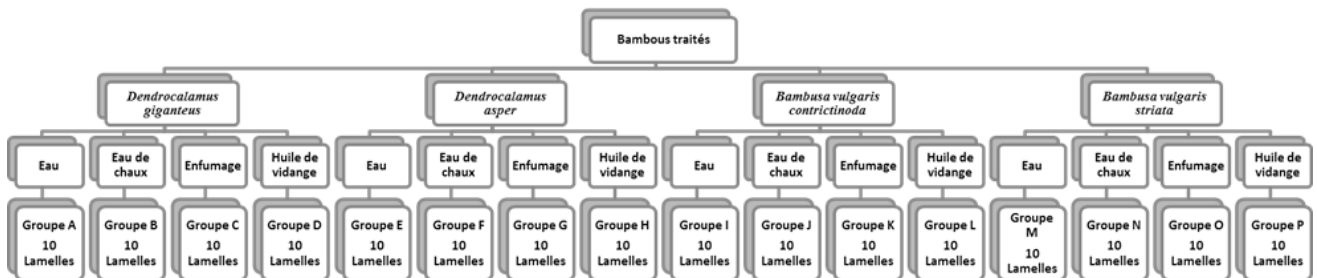 Bambous traités
Dendrocalamus
giganteus
Dendrocalamus
asper
Bambusa vulgaris
contrictinoda
Bambusa vulgaris
striata
Eau
Eau de
chaux
Enfumage
Huile de
vidange
Eau
Eau de
chaux
Enfumage
Huile de
vidange
Eau
Eau de
chaux
Enfumage
Huile de
vidange
Eau
Eau de
chaux
Enfumage
Huile de
vidange
Groupe A
10
Lamelles
Groupe B
10
Lamelles
Groupe C
10
Lamelles
Groupe D
10
Lamelles
Groupe E
10
Lamelles
Groupe F
10
Lamelles
Groupe G
10
Lamelles
Groupe H
10
Lamelles
Groupe I
10
Lamelles
Groupe J
10
Lamelles
Groupe K
10
Lamelles
Groupe L
10
Lamelles
Groupe
M
10
Lamelles
Groupe N
10
Lamelles
Groupe O
10
Lamelles
Groupe P
10
Lamelles